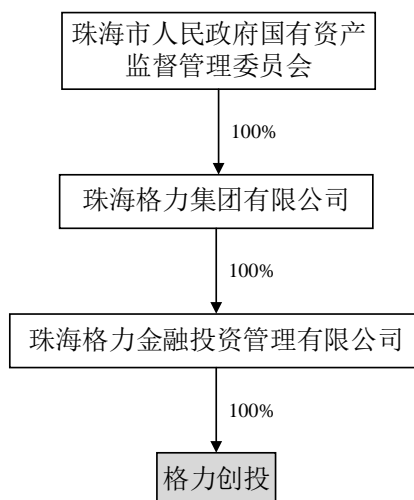 珠海市人民政府国有资产
监督管理委员会
100%
珠海格力集团有限公司
100%
珠海格力金融投资管理有限公司
100%
格力创投